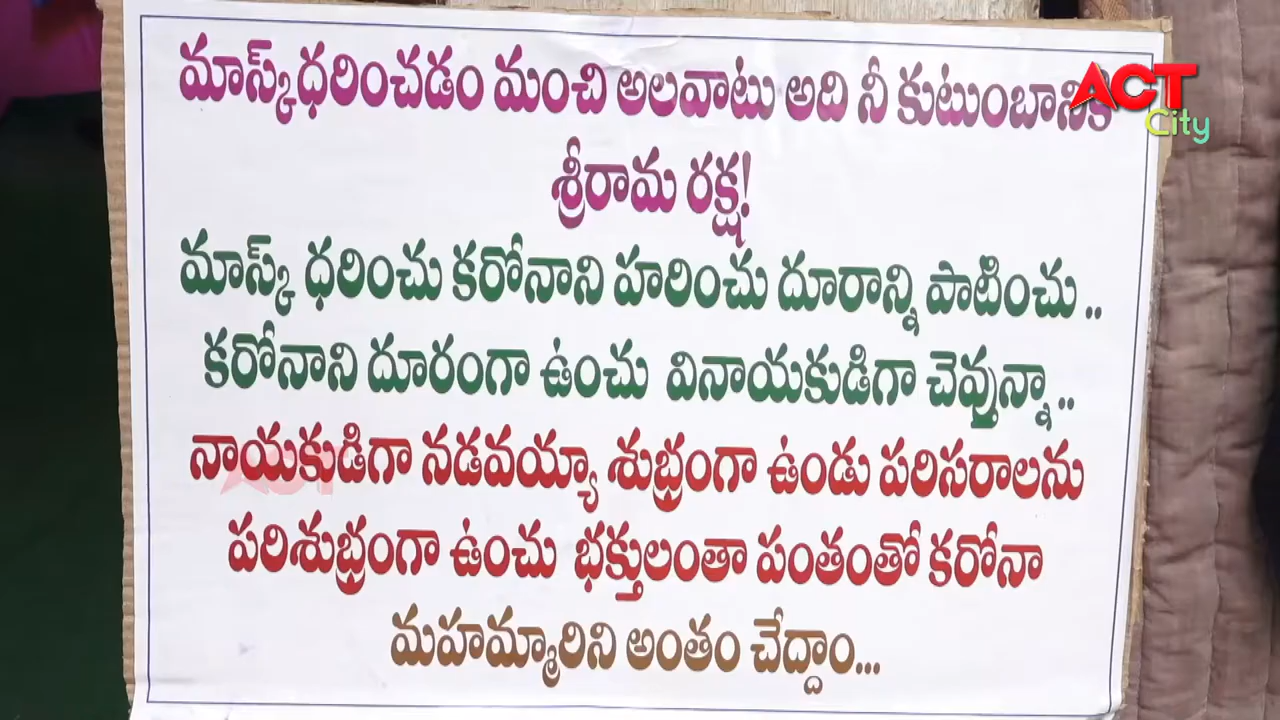 మాస్క్ ధరించడం మంచి అలవాటు అది నీ కుటుంబానికి
శ్రీరామ రక్ష!
మాస్క్ ధరించు కరోనాని హరించు దూరాన్ని పాటించు ..
కరోనాని దూరంగా ఉంచు వినాయకుడిగా చెవ్తున్నా..
నాయకుడిగా నడవయ్యా శుభ్రంగా ఉండు పరిసరాలను
పరిశుభ్రంగా ఉంచు భక్తులంతా పంతంతో కరోనా
మహమ్మారిని అంతం చేద్దాం...
ACT
City